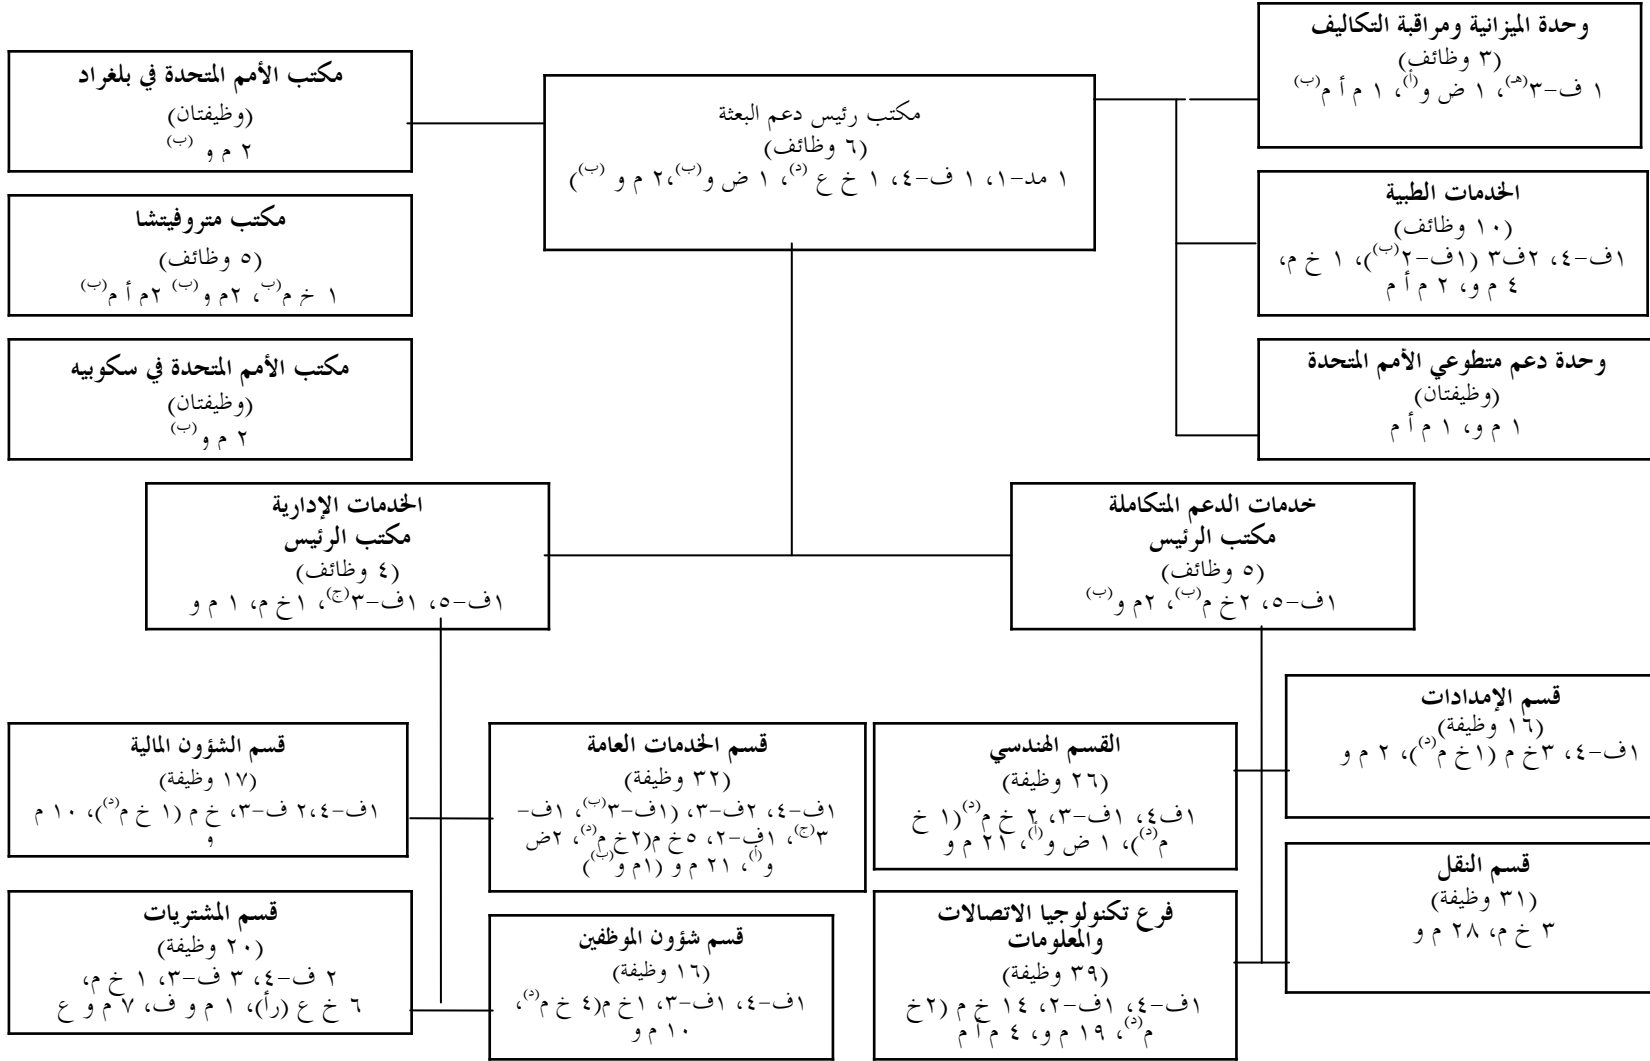 وحدة الميزانية ومراقبة التكاليف
(٣ وظائف)
١ ف-٣(هـ)، ١ ض و(أ)، ١ م أ م(ب)
مكتب الأمم المتحدة في بلغراد
(وظيفتان)
٢ م و (ب)
مكتب رئيس دعم البعثة
(٦ وظائف)
١ مد-١، ١ ف-٤، ١ خ ع (د)، ١ ض و(ب)،٢ م و (ب))
الخدمات الطبية
(١٠ وظائف)
١ف-٤، ٢ف٣ (١ف-٢(ب))، ١ خ م،
٤ م و، ٢ م أ م
مكتب متروفيتشا
(٥ وظائف)
١ خ م(ب، ٢م و(ب) ٢م أ م(ب)
وحدة دعم متطوعي الأمم المتحدة
(وظيفتان)
١ م و، ١ م أ م
مكتب الأمم المتحدة في سكوبيه
(وظيفتان)
٢ م و(ب)
خدمات الدعم المتكاملة
مكتب الرئيس
(٥ وظائف)
١ف-٥، ٢خ م(ب)، ٢م و(ب)
الخدمات الإدارية
مكتب الرئيس
(٤ وظائف)
١ف-٥، ١ف-٣(ج)، ١خ م، ١ م و
قسم الإمدادات
(١٦ وظيفة)
١ف-٤، ٣خ م (١خ م(د))، ٢ م و
القسم الهندسي
(٢٦ وظيفة)
١ف٤، ١ف-٣، ٢ خ م(د)(١ خ
م(د))، ١ ض و(أ)، ٢١ م و
قسم الخدمات العامة
(٣٢ وظيفة)
١ف-٤، ٢ف-٣، (١ف-٣(ب)، ١ف-
٣(ج)، ١ف-٢، ٥خ م(٢خ م(د)، ٢ض
و(أ)، ٢١ م و (١م و(ب))
قسم الشؤون المالية
(١٧ وظيفة)
١ف-٤،٢ ف-٣، خ م (١ خ م(د))، ١٠ م
و
قسم النقل
(٣١ وظيفة)
٣ خ م، ٢٨ م و
فرع تكنولوجيا الاتصالات
والمعلومات
(٣٩ وظيفة)
١ف-٤، ١ف-٢، ١٤ خ م (٢خ
م(د)، ١٩ م و، ٤ م أ م
قسم شؤون الموظفين
(١٦ وظيفة)
١ف-٤، ١ف-٣، ١خ م(٤ خ م(د)،
١٠ م و
قسم المشتريات
(٢٠ وظيفة)
٢ ف-٤، ٣ ف-٣، ١ خ م،
٦ خ ع (رأ)، ١ م و ف، ٧ م و ع